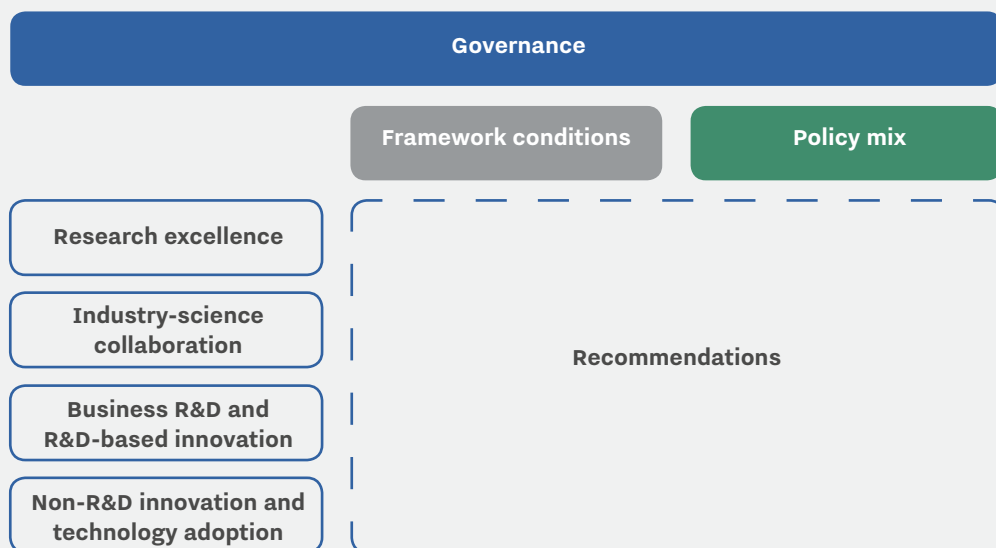 Governance
Framework conditions
Policy mix
Research excellence
Industry-science
collaboration
Recommendations
Business R&D and
R&D-based innovation
Non-R&D innovation and
technology adoption